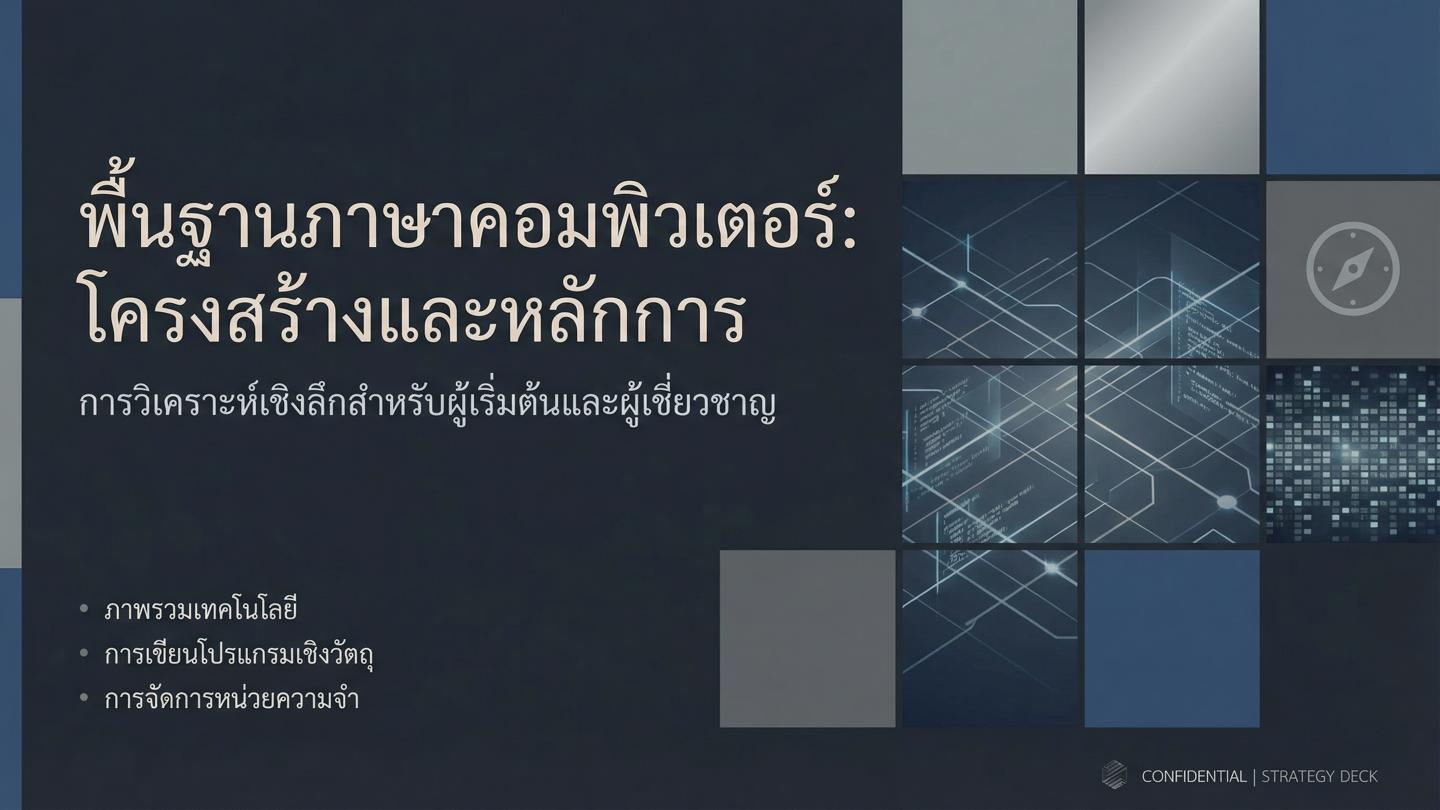 พื้นฐานภาษาคอมพิวเตอร์:
โครงสร้างและหลักการ
การวิเคราะห์เชิงลึกสำหรับผู้เริ่มต้นและผู้เชี่ยวชาญ
• ภาพรวมเทคโนโลยี
• การเขียนโปรแกรมเชิงวัตถุ
• การจัดการหน่วยความจำ
CONFIDENTIAL | STRATEGY DECK